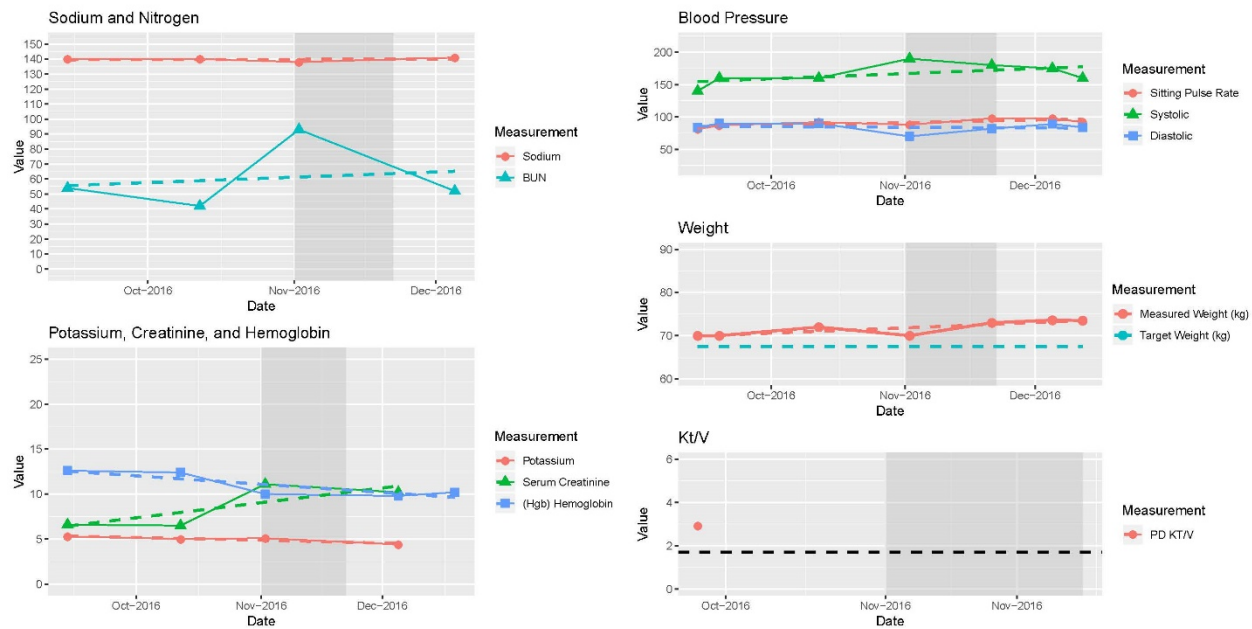 Sodium and Nitrogen
150
140
130
120
110
100
90
80
70
60
50
40
30
20
10
0
Value
Oct-2016
Nov-2016
Dec-2016
Date
Measurement
Sodium
BUN
Potassium, Creatinine, and Hemoglobin
25
20
15
10
5
0
Value
Oct-2016
Nov-2016
Dec-2016
Date
Measurement
Potassium
Serum Creatinine
(Hgb) Hemoglobin
Blood Pressure
200
150
100
50
Value
Oct-2016
Nov-2016
Dec-2016
Date
Measurement
Sitting Pulse Rate
Systolic
Diastolic
Weight
90
80
70
60
Value
Oct-2016
Nov-2016
Dec-2016
Date
Measurement
Measured Weight (kg)
Target Weight (kg)
Kt/V
6
4
2
0
Value
Oct-2016
Nov-2016
Nov-2016
Date
Measurement
PD KT/V